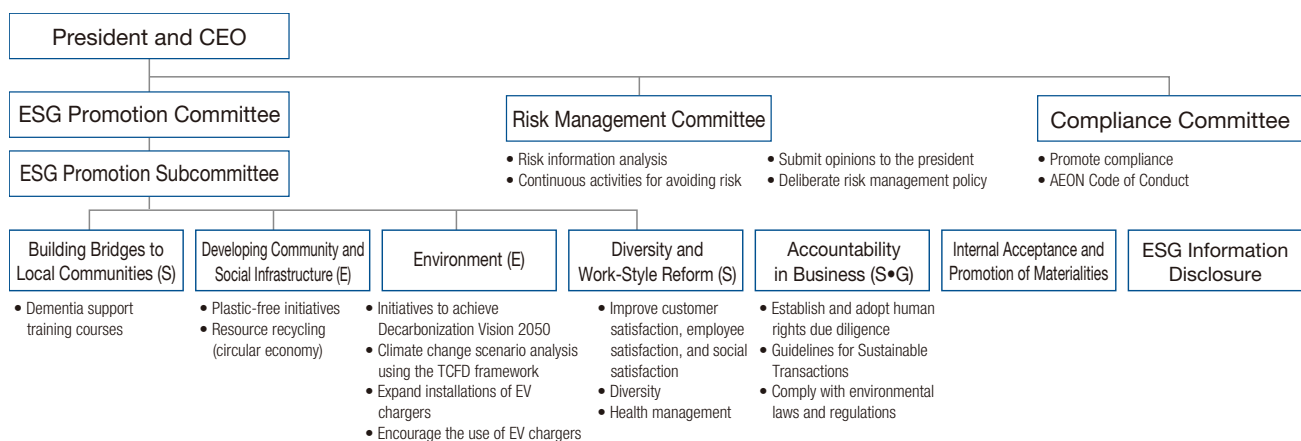 President and CEO
ESG Promotion Committee
Risk Management Committee
Compliance Committee
• Risk information analysis
• Continuous activities for avoiding risk
• Submit opinions to the president
• Deliberate risk management policy
• Promote compliance
• AEON Code of Conduct
ESG Promotion Subcommittee
Building Bridges to
Local Communities (S)
• Dementia support
training courses
Developing Community and
Social Infrastructure (E)
• Plastic-free initiatives
• Resource recycling
(circular economy)
Environment (E)
• Initiatives to achieve
Decarbonization Vision 2050
• Climate change scenario analysis
using the TCFD framework
• Expand installations of EV
chargers
• Encourage the use of EV chargers
Diversity and
Work-Style Reform (S)
• Improve customer
satisfaction, employee
satisfaction, and social
satisfaction
• Diversity
• Health management
Accountability
in Business (S•G)
• Establish and adopt human
rights due diligence
• Guidelines for Sustainable
Transactions
• Comply with environmental
laws and regulations
Internal Acceptance and
Promotion of Materialities
ESG Information
Disclosure